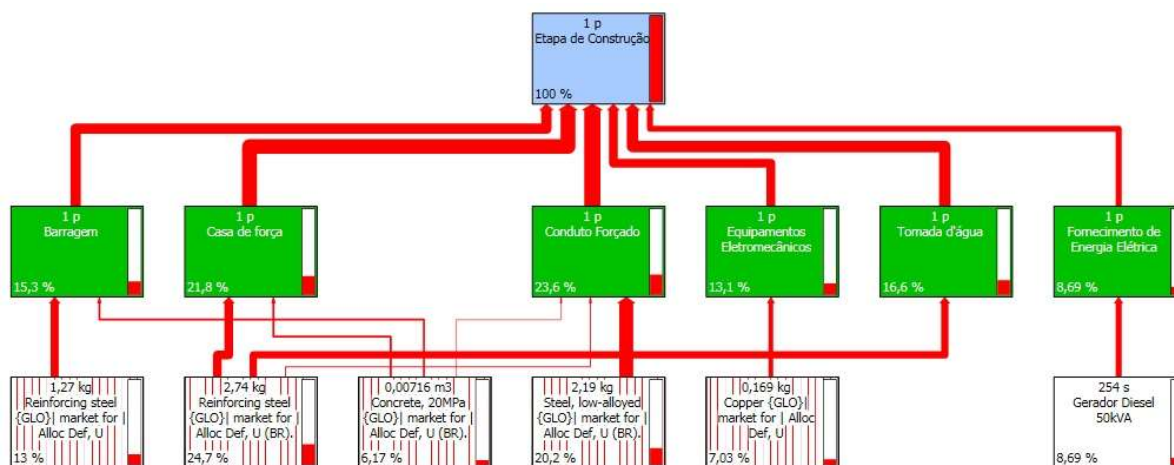 1 p
Etapa de Construção
100 %
1 p
Barragem
15,3 %
1 p
Casa de força
21,8 %
1 p
Conduto Forçado
23,6 %
1 p
Equipamentos
Eletromecânicos
13,1 %
1 p
Tomada d'água
16,6 %
1 p
Fornecimento de
Energia Elétrica
8,69 %
1,27 kg
Reinforcing steel
{GLO}| market for |
Alloc Def, U
13 %
2,74 kg
Reinforcing steel
{GLO}| market for |
Alloc Def, U (BR).
24,7 %
0,00716 m3
Concrete, 20MPa
{GLO}| market for |
Alloc Def, U (BR).
6,17 %
2,19 kg
Steel, low-alloyed
{GLO}| market for |
Alloc Def, U (BR).
20,2 %
0,169 kg
Copper {GLO}|
market for | Alloc
Def, U
7,03 %
254 s
Gerador Diesel
50kVA
8,69 %